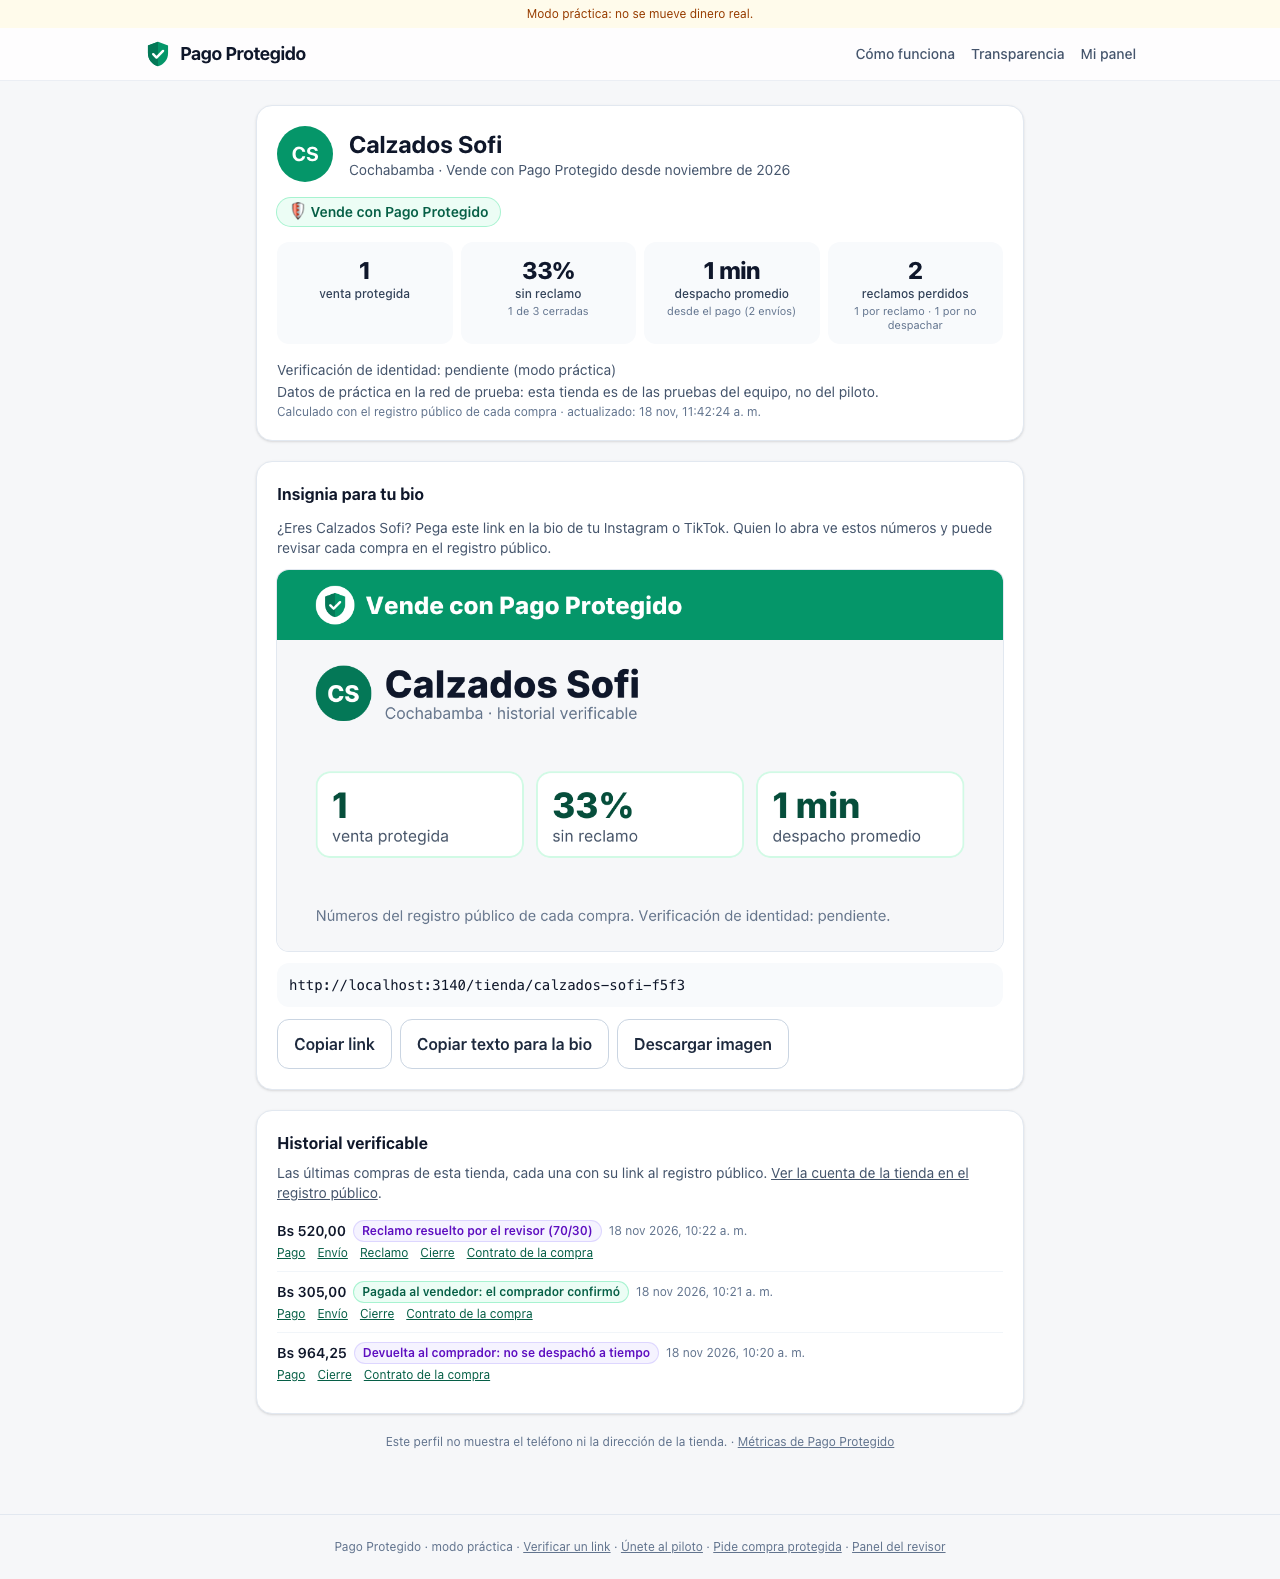 Modo práctica: no se mueve dinero real.
Pago Protegido
Cómo funciona Transparencia Mi panel
CS
Calzados Sofi
Cochabamba · Vende con Pago Protegido desde noviembre de 2026
Vende con Pago Protegido
1
venta protegida
33%
sin reclamo
1 de 3 cerradas
1 min
despacho promedio
desde el pago (2 envíos)
2
reclamos perdidos
1 por reclamo · 1 por no
despachar
Verificación de identidad: pendiente (modo práctica)
Datos de práctica en la red de prueba: esta tienda es de las pruebas del equipo, no del piloto.
Calculado con el registro público de cada compra · actualizado: 18 nov, 11:42:24 a. m.
Insignia para tu bio
¿Eres Calzados Sofi? Pega este link en la bio de tu Instagram o TikTok. Quien lo abra ve estos números y puede
revisar cada compra en el registro público.
Vende con Pago Protegido
CS
Calzados Sofi
Cochabamba · historial verificable
1
venta protegida
33%
sin reclamo
1 min
despacho promedio
Números del registro público de cada compra. Verificación de identidad: pendiente.
http://localhost:3140/tienda/calzados-sofi-f5f3
Copiar link
Copiar texto para la bio
Descargar imagen
Historial verificable
Las últimas compras de esta tienda, cada una con su link al registro público. Ver la cuenta de la tienda en el
registro público.
Bs 520,00 Reclamo resuelto por el revisor (70/30) 18 nov 2026, 10:22 a. m.
Pago Envío Reclamo Cierre Contrato de la compra
Bs 305,00 Pagada al vendedor: el comprador confirmó 18 nov 2026, 10:21 a. m.
Pago Envío Cierre Contrato de la compra
Bs 964,25 Devuelta al comprador: no se despachó a tiempo 18 nov 2026, 10:20 a. m.
Pago Cierre Contrato de la compra
Este perfil no muestra el teléfono ni la dirección de la tienda. · Métricas de Pago Protegido
Pago Protegido · modo práctica · Verificar un link · Únete al piloto · Pide compra protegida · Panel del revisor